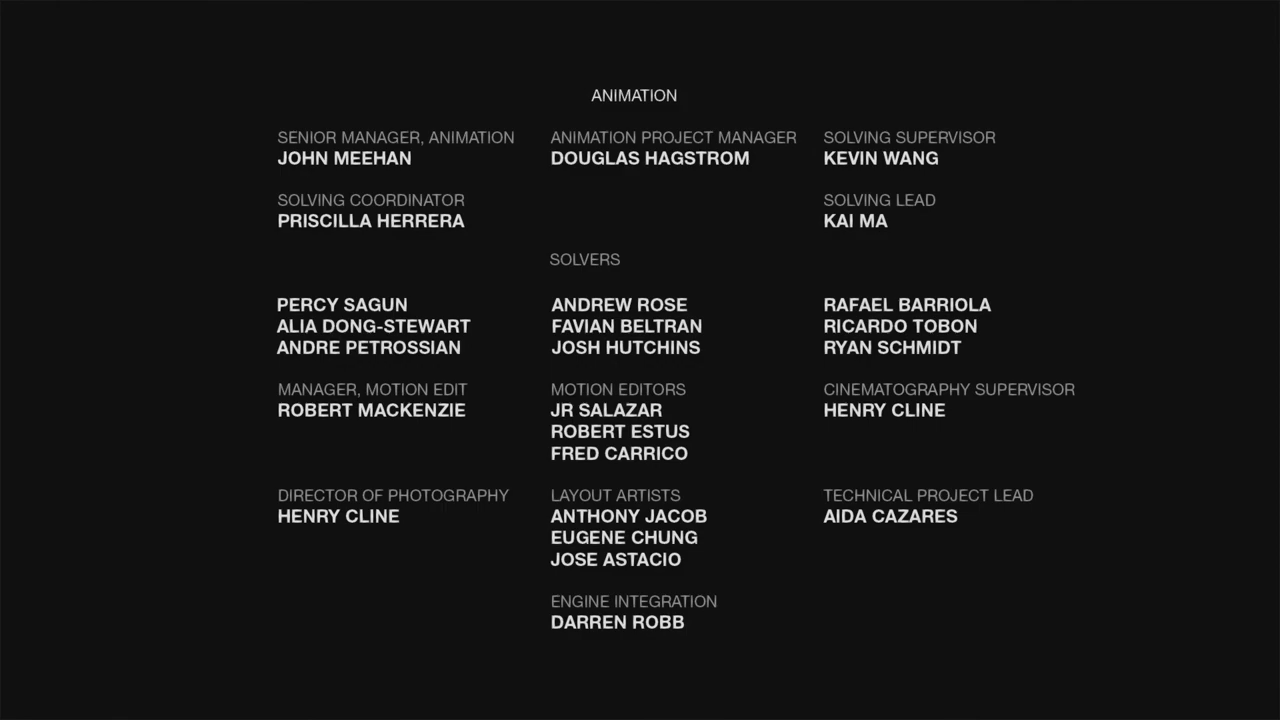 ANIMATION
SENIOR MANAGER, ANIMATION
JOHN MEEHAN
ANIMATION PROJECT MANAGER
DOUGLAS HAGSTROM
SOLVING SUPERVISOR
KEVIN WANG
SOLVING COORDINATOR
PRISCILLA HERRERA
SOLVING LEAD
KAI MA
SOLVERS
PERCY SAGUN
ALIA DONG-STEWART
ANDRE PETROSSIAN
ANDREW ROSE
FAVIAN BELTRAN
JOSH HUTCHINS
RAFAEL BARRIOLA
RICARDO TOBON
RYAN SCHMIDT
MANAGER, MOTION EDIT
ROBERT MACKENZIE
MOTION EDITORS
JR SALAZAR
ROBERT ESTUS
FRED CARRICO
CINEMATOGRAPHY SUPERVISOR
HENRY CLINE
DIRECTOR OF PHOTOGRAPHY
HENRY CLINE
LAYOUT ARTISTS
ANTHONY JACOB
EUGENE CHUNG
JOSE ASTACIO
TECHNICAL PROJECT LEAD
AIDA CAZARES
ENGINE INTEGRATION
DARREN ROBB